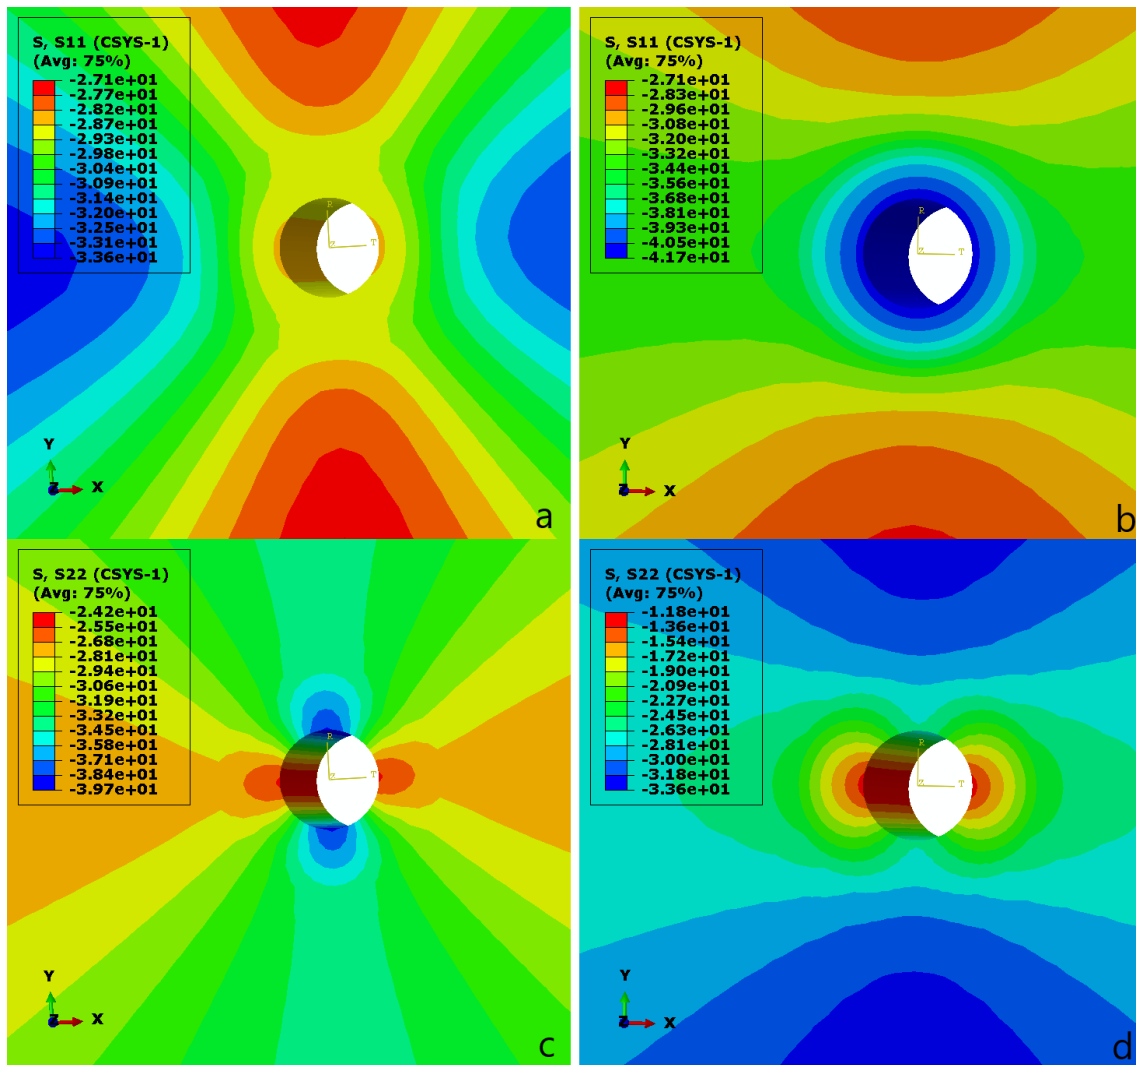 S, S11 (CSYS-1)
(Avg: 75%)
-2.71e+01
-2.77e+01
-2.82e+01
-2.87e+01
-2.93e+01
-2.98e+01
-3.04e+01
-3.09e+01
-3.14e+01
-3.20e+01
-3.25e+01
-3.31e+01
-3.36e+01
R
Z
T
Y
Z
X
a
S, S11 (CSYS-1)
(Avg: 75%)
-2.71e+01
-2.83e+01
-2.96e+01
-3.08e+01
-3.20e+01
-3.32e+01
-3.44e+01
-3.56e+01
-3.68e+01
-3.81e+01
-3.93e+01
-4.05e+01
-4.17e+01
R
Z
T
Y
Z
X
b
S, S22 (CSYS-1)
(Avg: 75%)
-2.42e+01
-2.55e+01
-2.68e+01
-2.81e+01
-2.94e+01
-3.06e+01
-3.19e+01
-3.32e+01
-3.45e+01
-3.58e+01
-3.71e+01
-3.84e+01
-3.97e+01
R
Z
T
Y
Z
X
c
S, S22 (CSYS-1)
(Avg: 75%)
-1.18e+01
-1.36e+01
-1.54e+01
-1.72e+01
-1.90e+01
-2.09e+01
-2.27e+01
-2.45e+01
-2.63e+01
-2.81e+01
-3.00e+01
-3.18e+01
-3.36e+01
R
Z
T
Y
Z
X
d